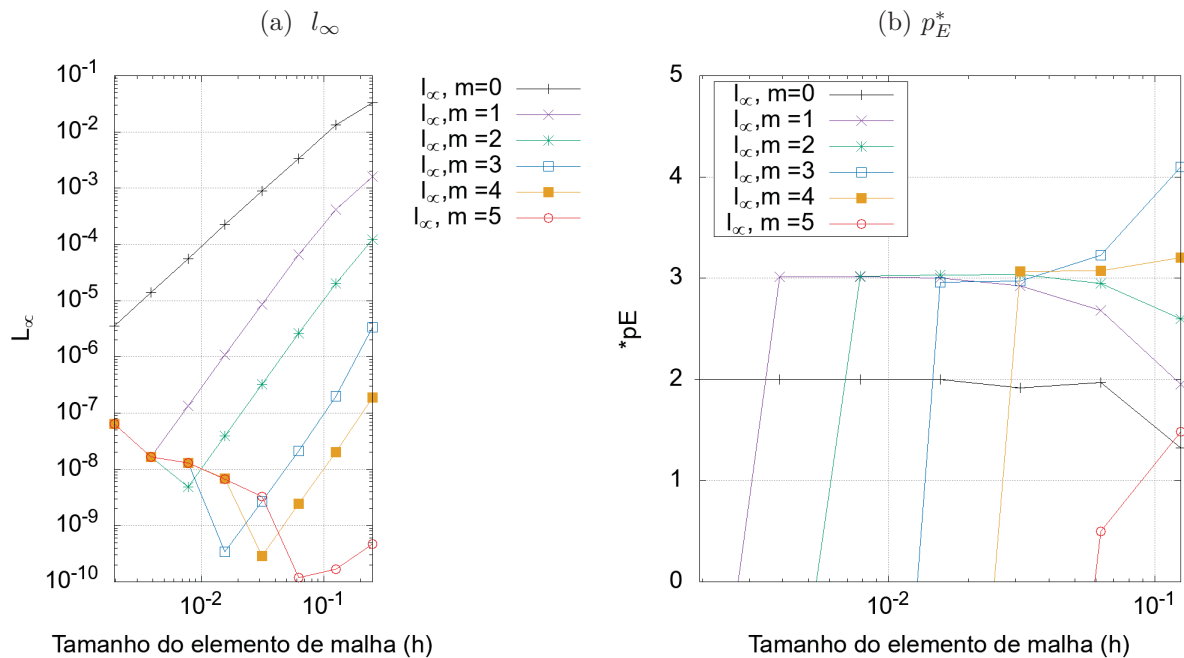 (a) l∞
10⁻¹
10⁻²
10⁻³
10⁻⁴
10⁻⁵
10⁻⁶
10⁻⁷
10⁻⁸
10⁻⁹
10⁻¹⁰
L∞
10⁻² 10⁻¹
Tamanho do elemento de malha (h)
l∞, m=0
l∞,m =1
l∞,m =2
l∞,m =3
l∞,m =4
l∞, m =5
(b) p*E
5
4
3
2
1
0
*pE
10⁻² 10⁻¹
Tamanho do elemento de malha (h)
l∞, m=0
l∞,m =1
l∞,m =2
l∞,m =3
l∞,m =4
l∞, m =5